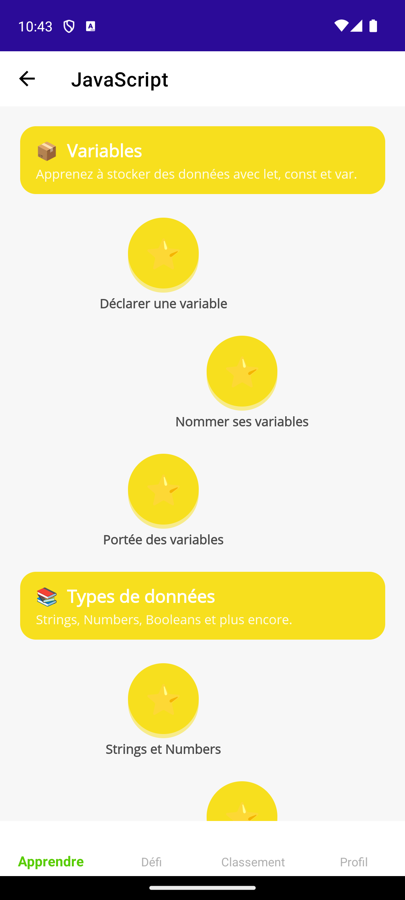 10:43
JavaScript
Variables
Apprenez à stocker des données avec let, const et var.
Déclarer une variable
Nommer ses variables
Portée des variables
Types de données
Strings, Numbers, Booleans et plus encore.
Strings et Numbers
Apprendre Défi Classement Profil